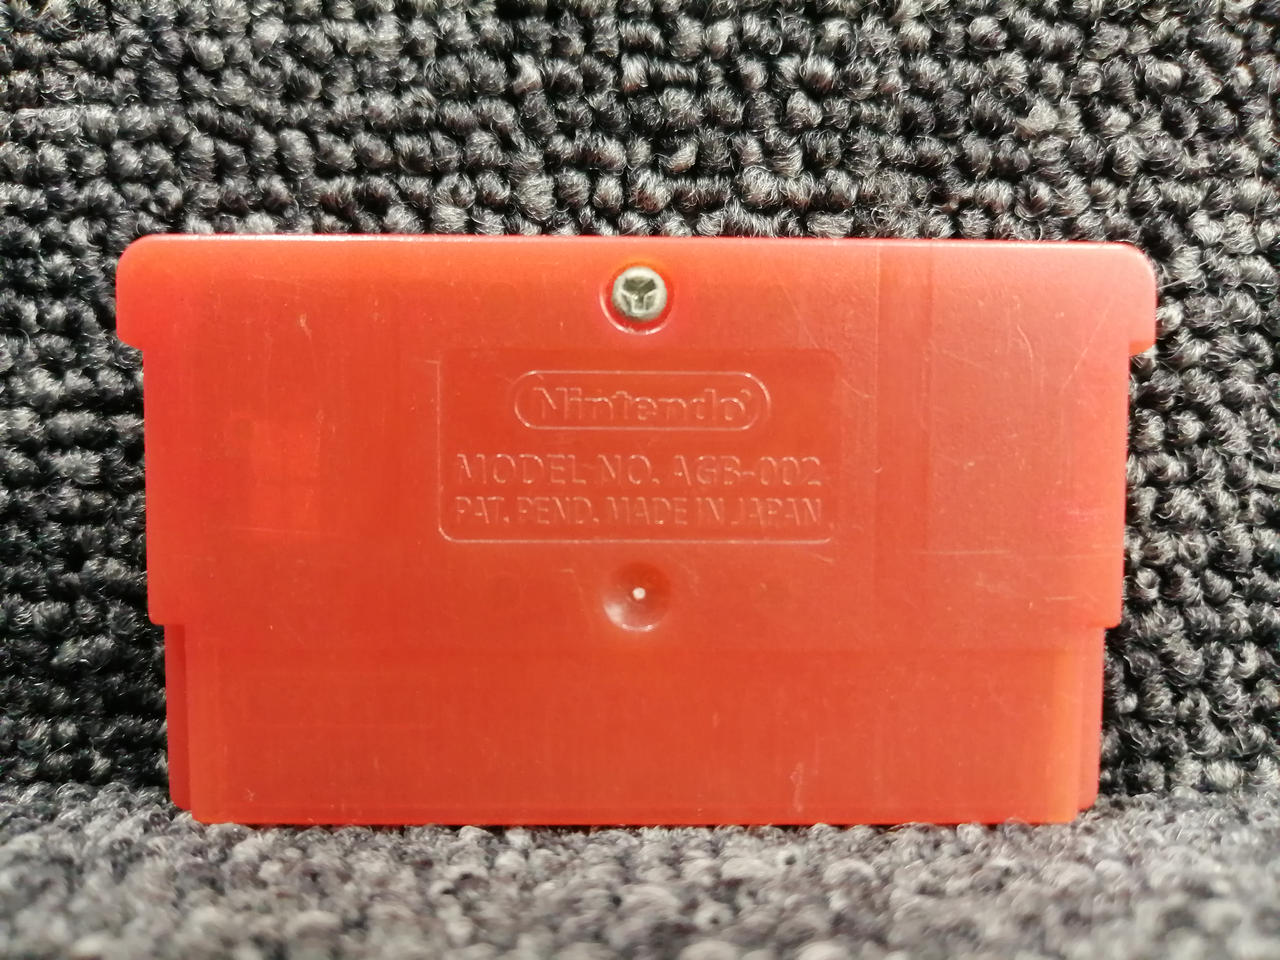 Nintendo
MODEL NO. AGB-002
PAT. PEND. MADE IN JAPAN